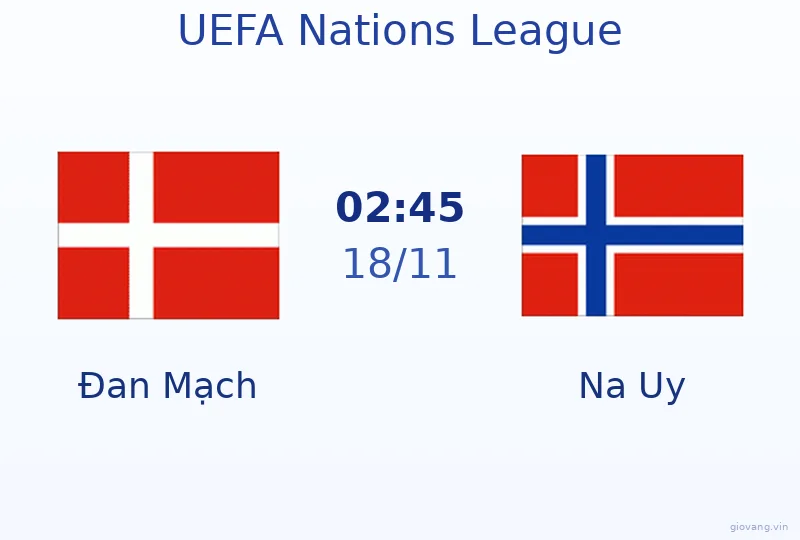 UEFA Nations League
02:45
18/11
Đan Mạch
Na Uy
giovang.vin